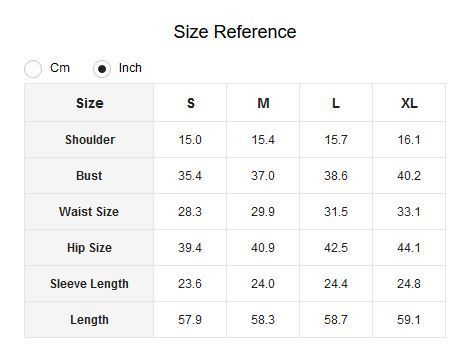 Size Reference
Cm Inch
Size S M L XL
Shoulder 15.0 15.4 15.7 16.1
Bust 35.4 37.0 38.6 40.2
Waist Size 28.3 29.9 31.5 33.1
Hip Size 39.4 40.9 42.5 44.1
Sleeve Length 23.6 24.0 24.4 24.8
Length 57.9 58.3 58.7 59.1